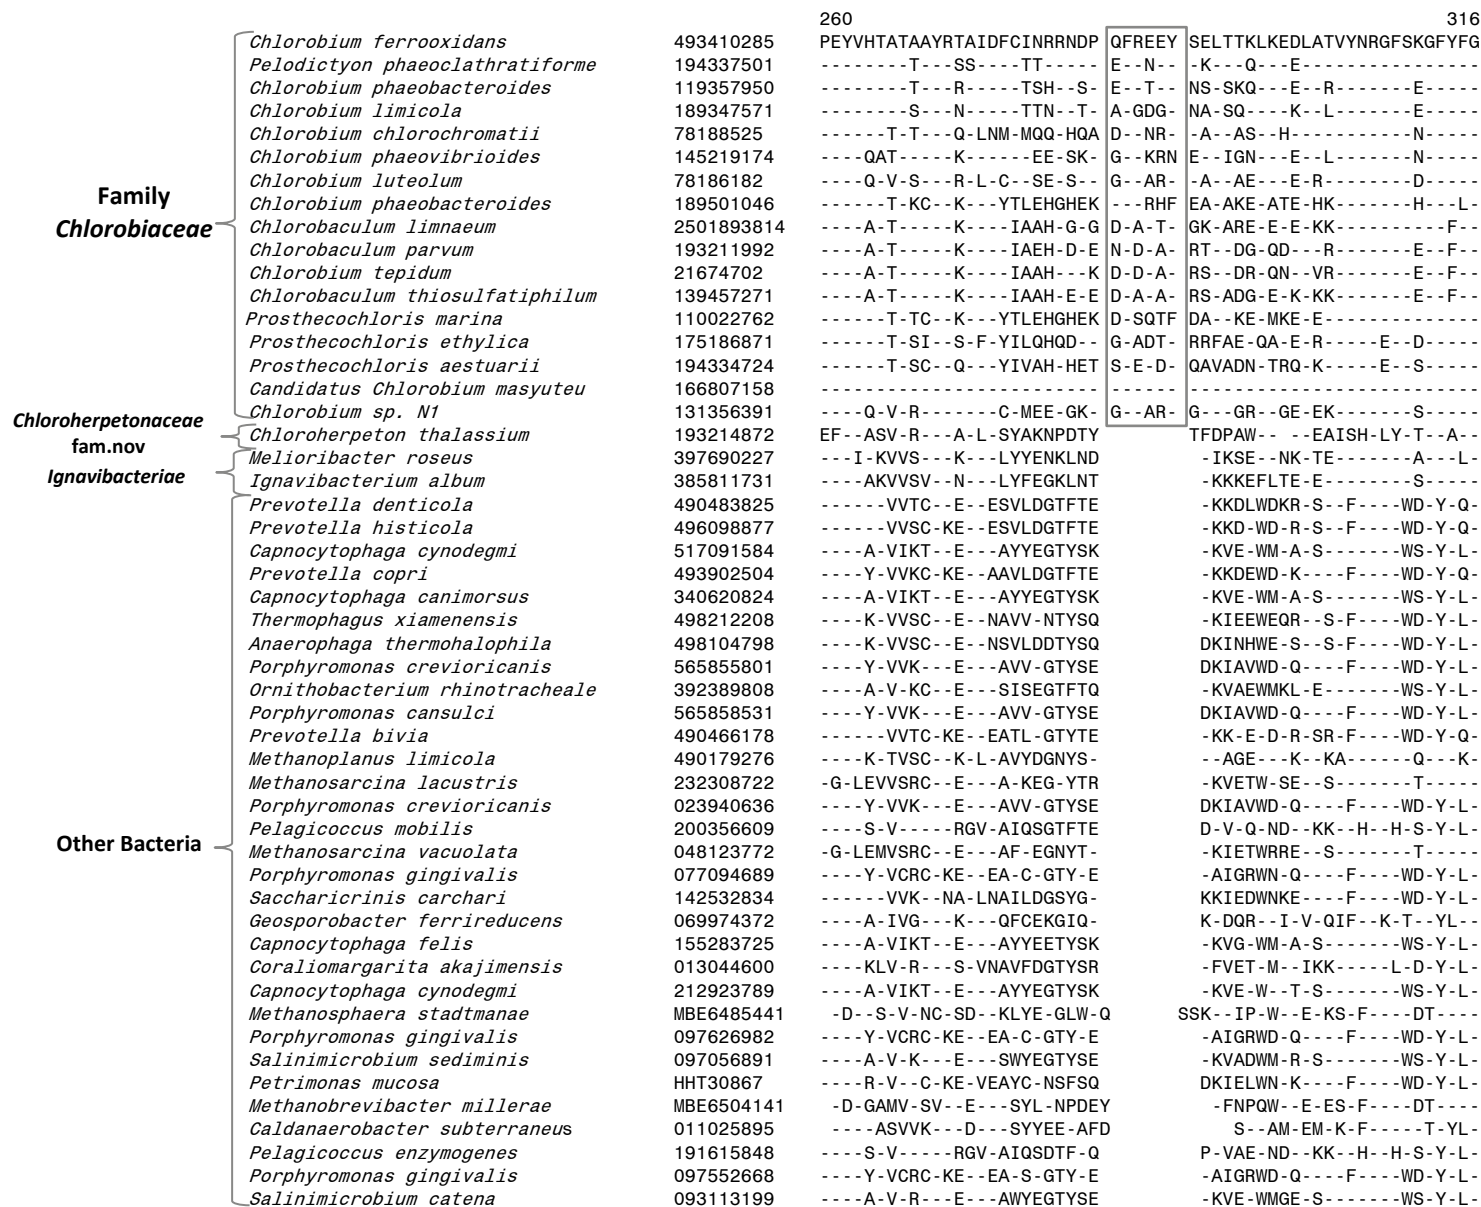 260 316
Chlorobium ferrooxidans 493410285 PEYVHTATAAYRTAIDFCINRRNDP QFREEY SELTTKLKEDLATVYNRGFSKGFYFG
Pelodictyon phaeoclathratiforme 194337501 --------T---SS----TT----- E--N-- -K---Q---E----------------
Chlorobium phaeobacteroides 119357950 --------T---R-----TSH--S- E--T-- NS-SKQ---E--R-------E----
Chlorobium limicola 189347571 --------S---N-----TTN--T- A-GDG- NA-SQ----K--L-------E----
Chlorobium chlorochromatii 78188525 ------T-T---Q-LNM-MQQ-HQA D--NR- -A--AS--H-----------N----
Chlorobium phaeovibrioides 145219174 ----QAT-----K------EE-SK- G--KRN E--IGN---E--L-------N----
Chlorobium luteolum 78186182 ----Q-V-S---R-L-C--SE-S-- G--AR- -A--AE---E-R--------D----
Family
Chlorobiaceae
Chlorobium phaeobacteroides 189501046 ------T-KC--K----YTLEHGHEK ---RHF EA-AKE-ATE-HK-------H---L-
Chlorobaculum limnaeum 2501893814 ----A-T-----K----IAAH-G-G D-A-T- GK-ARE-E-E-KK---------F--
Chlorobaculum parvum 193211992 ----A-T-----K----IAEH-D-E N-D-A- RT--DG-QD---R-------E--F--
Chlorobium tepidum 21674702 ----A-T-----K----IAAH---K D-D-A- RS--DR-QN--VR-------E--F--
Chlorobaculum thiosulfatiphilum 139457271 ----A-T-----K----IAAH-E-E D-A-A- RS-ADG-E-K-KK-------E--F--
Prosthecochloris marina 110022762 ------T-TC--K---YTLEHGHEK D-SQTF DA--KE-MKE-E-------------
Prosthecochloris ethylica 175186871 ------T-SI--S-F-YILQHQD-- G-ADT- RRFAE-QA-E-R-----E--D-----
Prosthecochloris aestuarii 194334724 ------T-SC--Q---YIVAH-HET S-E-D- QAVADN-TRQ-K-----E--S-----
Candidatus Chlorobium masyuteu 166807158 ------------------------- ------ --------------------------
Chlorobium sp. N1 131356391 ----Q-V-R-------C-MEE-GK- G--AR- G---GR--GE-EK-------S----
Chloroherpetonaceae
fam.nov
Chloroherpeton thalassium 193214872 EF--ASV-R---A-L-SYAKNPDTY TFDPAW-- --EAISH-LY-T--A--
Ignavibacteriae
Melioribacter roseus 397690227 ---I-KVVS---K---LYYENKLND -IKSE--NK-TE--------A---L-
Ignavibacterium album 385811731 ----AKVVSV--N---LYFEGKLNT -KKKEFLTE-E---------S-----
Other Bacteria
Prevotella denticola 490483825 ------VVTC--E--ESVLDGTFTE -KKDLWDKR-S--F----WD-Y-Q-
Prevotella histicola 496098877 ------VVSC-KE--ESVLDGTFTE -KKD-WD-R-S--F----WD-Y-Q-
Capnocytophaga cynodegmi 517091584 ----A-VIKT--E---AYYEGTYSK -KVE-WM-A-S-------WS-Y-L-
Prevotella copri 493902504 ----Y-VVKC-KE--AAVLDGTFTE -KKDEWD-K----F----WD-Y-Q-
Capnocytophaga canimorsus 340620824 ----A-VIKT--E---AYYEGTYSK -KVE-WM-A-S-------WS-Y-L-
Thermophagus xiamenensis 498212208 ----K-VVSC--E--NAVV-NTYSQ -KIEEWEQR--S-F----WD-Y-L-
Anaerophaga thermohalophila 498104798 ----K-VVSC--E--NSVLDDTYSQ DKINHWE-S--S-F----WD-Y-L-
Porphyromonas crevioricanis 565855801 ----Y-VVK---E---AVV-GTYSE DKIAVWD-Q----F----WD-Y-L-
Ornithobacterium rhinotracheale 392389808 ----A-V-KC--E---SISEGTFTQ -KVAEWMKL-E-------WS-Y-L-
Porphyromonas cansulci 565858531 ----Y-VVK---E---AVV-GTYSE DKIAVWD-Q----F----WD-Y-L-
Prevotella bivia 490466178 ------VVTC-KE--EATL-GTYTE -KK-E-D-R-SR-F----WD-Y-Q-
Methanoplanus limicola 490179276 ----K-TVSC--K-L-AVYDGNYS- --AGE---K--KA-------Q---K-
Methanosarcina lacustris 232308722 -G-LEVVSRC--E---A-KEG-YTR -KVETW-SE--S--------T-----
Porphyromonas crevioricanis 023940636 ----Y-VVK---E---AVV-GTYSE DKIAVWD-Q----F----WD-Y-L-
Pelagicoccus mobilis 200356609 ----S-V-----RGV-AIQSGTFTE D-V-Q-ND--KK--H--H-S-Y-L-
Methanosarcina vacuolata 048123772 -G-LEMVSRC--E---AF-EGNYT- -KIETWRRE--S--------T-----
Porphyromonas gingivalis 077094689 ----Y-VCRC-KE--EA-C-GTY-E -AIGRWN-Q----F----WD-Y-L-
Saccharicrinis carchari 142532834 ------VVK--NA-LNAILDGSYG- KKIEDWNKE----F----WD-Y-L-
Geosporobacter ferrireducens 069974372 ----A-IVG---K---QFCEKGIQ- K-DQR--I-V-QIF--K-T--YL--
Capnocytophaga felis 155283725 ----A-VIKT--E---AYYEETYSK -KVG-WM-A-S-------WS-Y-L-
Coraliomargarita akajimensis 013044600 ----KLV-R---S-VNAVFDGTYSR -FVET-M--IKK-----L-D-Y-L-
Capnocytophaga cynodegmi 212923789 ----A-VIKT--E---AYYEGTYSK -KVE-W--T-S-------WS-Y-L-
Methanosphaera stadtmanae MBE6485441 -D--S-V-NC-SD--KLYE-GLW-Q SSK--IP-W--E-KS-F----DT----
Porphyromonas gingivalis 097626982 ----Y-VCRC-KE--EA-C-GTY-E -AIGRWD-Q----F----WD-Y-L-
Salinimicrobium sediminis 097056891 ----A-V-K---E---SWYEGTYSE -KVADWM-R-S-------WS-Y-L-
Petrimonas mucosa HHT30867 ----R-V--C-KE-VEAYC-NSFSQ DKIELWN-K----F----WD-Y-L-
Methanobrevibacter millerae MBE6504141 -D-GAMV-SV--E---SYL-NPDEY -FNPQW--E-ES-F----DT----
Caldanaerobacter subterraneus 011025895 ----ASVVK---D---SYYEE-AFD S--AM-EM-K-F-----T-YL-
Pelagicoccus enzymogenes 191615848 ----S-V-----RGV-AIQSDTF-Q P-VAE-ND--KK--H--H-S-Y-L-
Porphyromonas gingivalis 097552668 ----Y-VCRC-KE--EA-S-GTY-E -AIGRWD-Q----F----WD-Y-L-
Salinimicrobium catena 093113199 ----A-V-R---E---AWYEGTYSE -KVE-WMGE-S-------WS-Y-L-